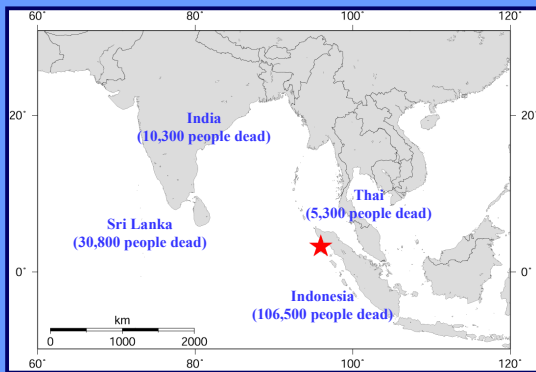 60˚ 80˚ 100˚ 120˚
20˚ 20˚
India
(10,300 people dead)
Thai
(5,300 people dead)
Sri Lanka
(30,800 people dead)
0˚ 0˚
Indonesia
(106,500 people dead)
km
0 1000 2000
60˚ 80˚ 100˚ 120˚